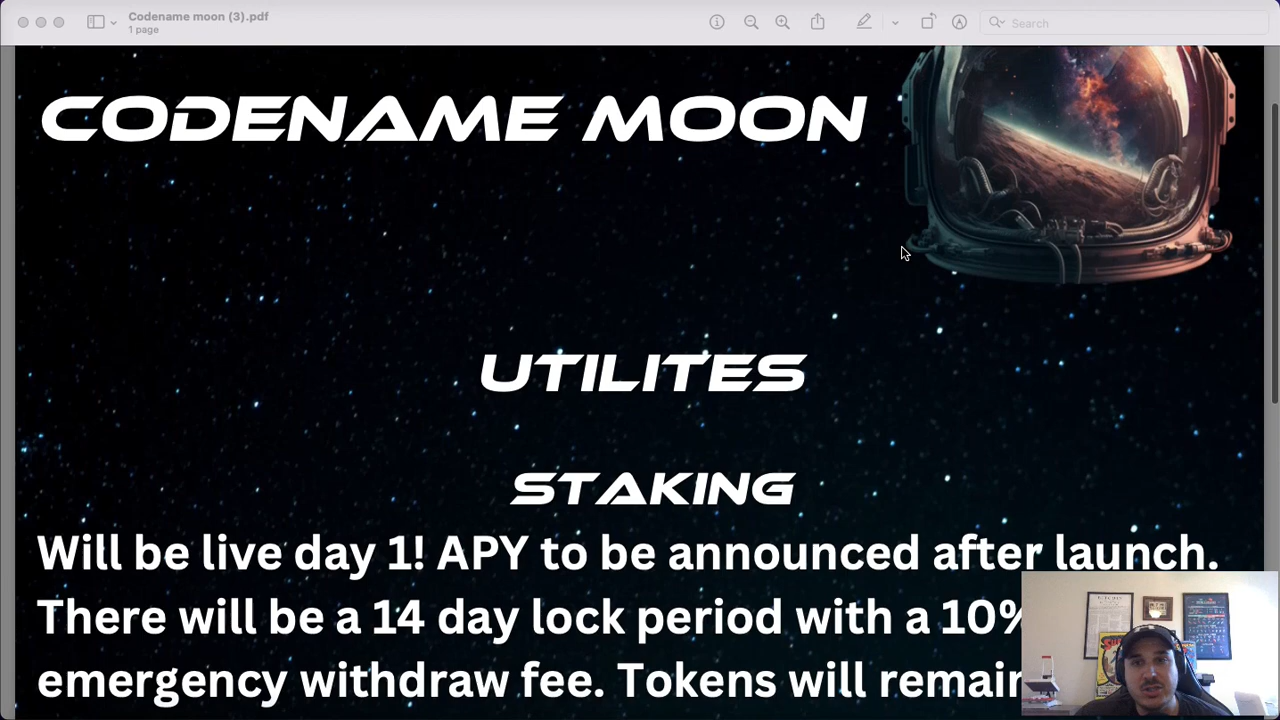 Codename moon (3).pdf
1 page
Search
CODENAME MOON
UTILITES
STAKING
Will be live day 1! APY to be announced after launch.
There will be a 14 day lock period with a 10%
emergency withdraw fee. Tokens will remain